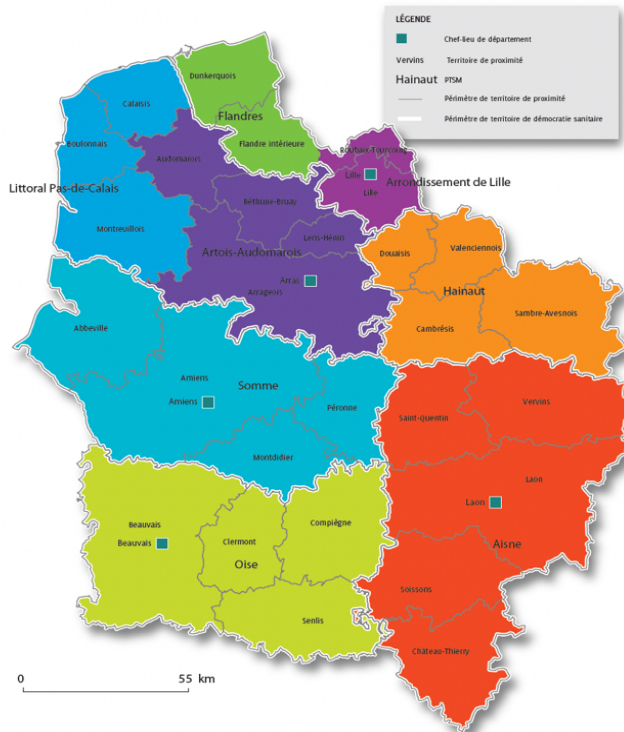 LÉGENDE
Chef-lieu de département
Vervins Territoire de proximité
Hainaut PTSM
Périmètre de territoire de proximité
Périmètre de territoire de démocratie sanitaire
Dunkerquois
Calaisis
Flandres
Boulonnais
Flandre intérieure
Roubaix-Tourcoing
Audomarois
Lille
Littoral Pas-de-Calais
Arrondissement de Lille
Lille
Béthune-Bruay
Montreuillois
Lens-Hénin
Artois-Audomarois
Douaisis
Valenciennois
Arras
Arrageois
Hainaut
Sambre-Avesnois
Abbeville
Cambrésis
Amiens
Somme
Amiens
Péronne
Saint-Quentin
Vervins
Montdidier
Laon
Laon
Beauvais
Compiègne
Beauvais
Clermont
Aisne
Oise
Soissons
Senlis
Château-Thierry
0 55 km